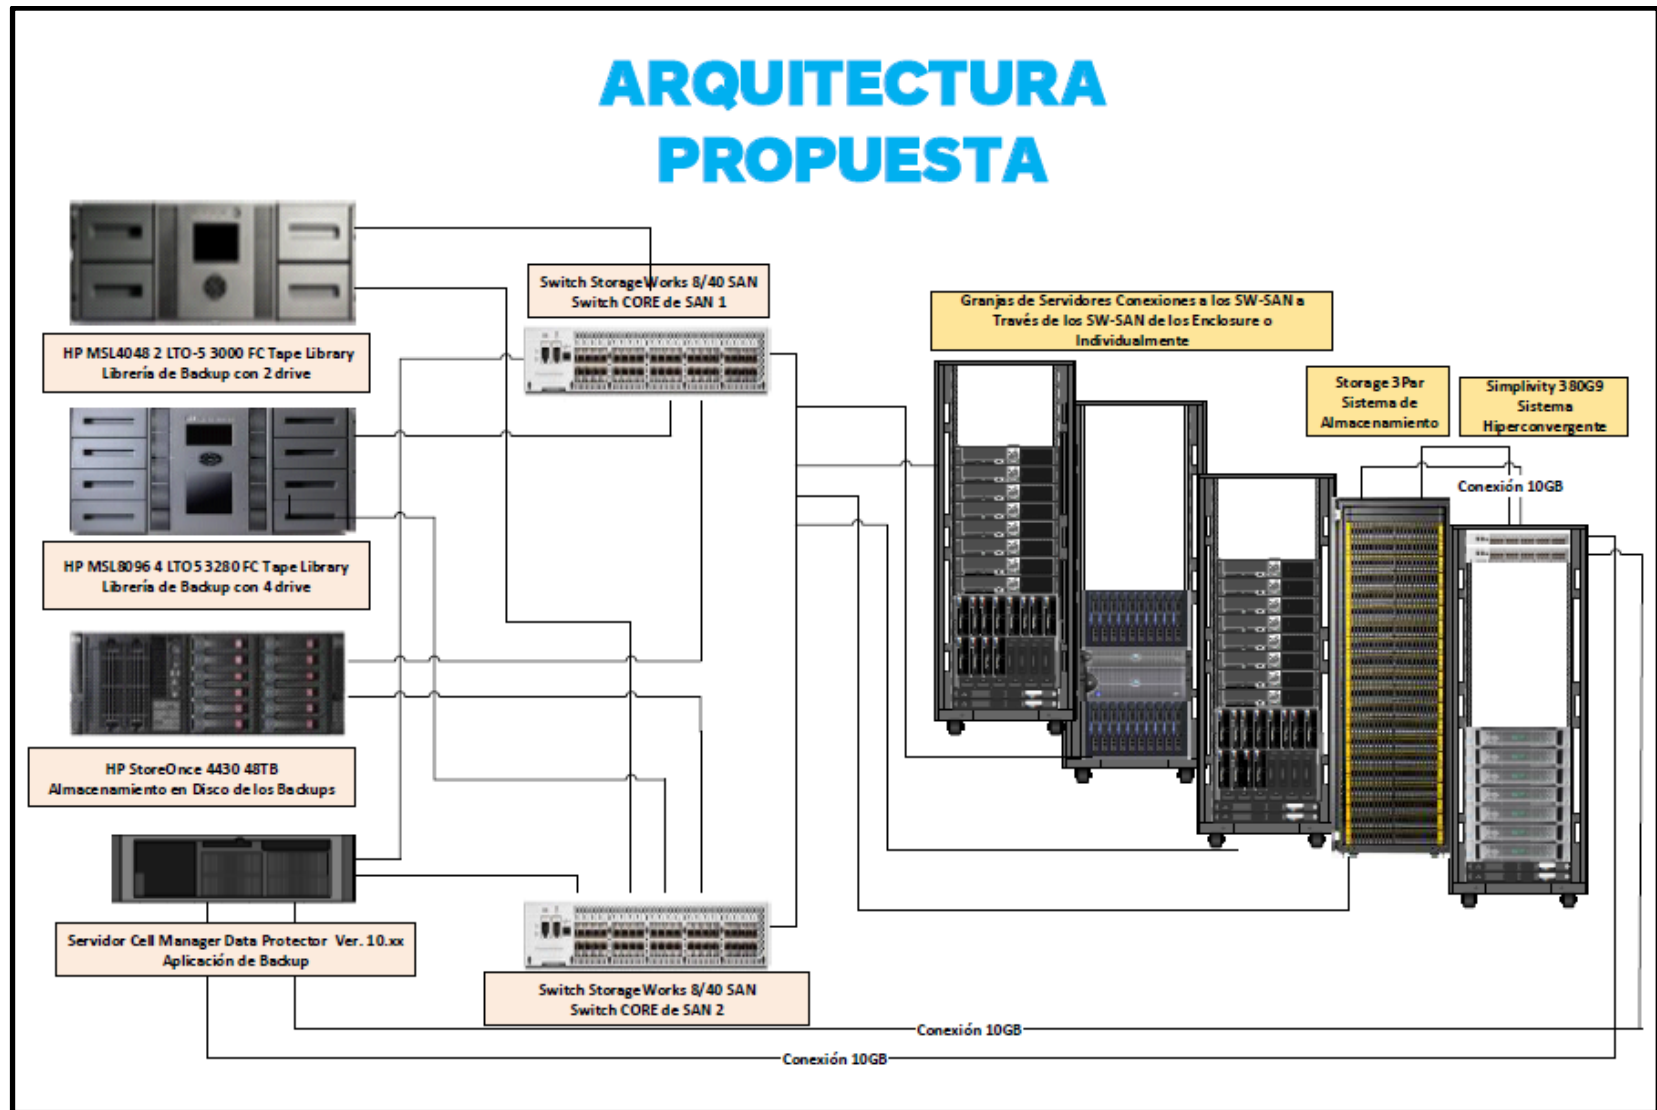 ARQUITECTURA
PROPUESTA
Switch StorageWorks 8/40 SAN
Switch CORE de SAN 1
Granjas de Servidores Conexiones a los SW-SAN a
Través de los SW-SAN de los Enclosure o
Individualmente
HP MSL4048 2 LTO-5 3000 FC Tape Library
Librería de Backup con 2 drive
Storage 3Par
Sistema de
Almacenamiento
Simplivity 380G9
Sistema
Hiperconvergente
Conexión 10GB
HP MSL8096 4 LTO5 3280 FC Tape Library
Librería de Backup con 4 drive
HP StoreOnce 4430 48TB
Almacenamiento en Disco de los Backups
Servidor Cell Manager Data Protector Ver. 10.xx
Aplicación de Backup
Switch StorageWorks 8/40 SAN
Switch CORE de SAN 2
Conexión 10GB
Conexión 10GB